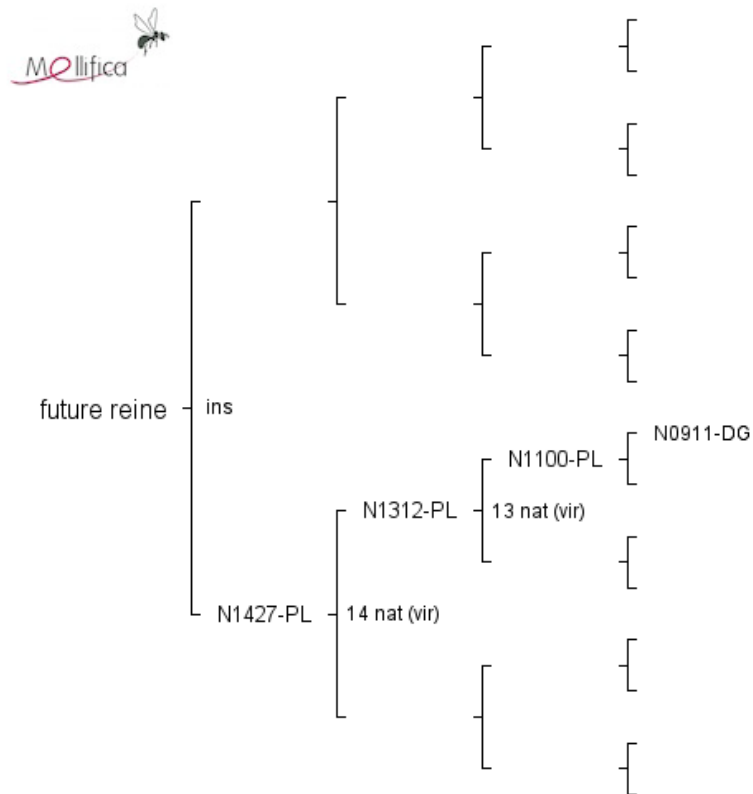 Mellifica
N0911-DG
future reine
ins
N1100-PL
N1312-PL
13 nat (vir)
N1427-PL
14 nat (vir)